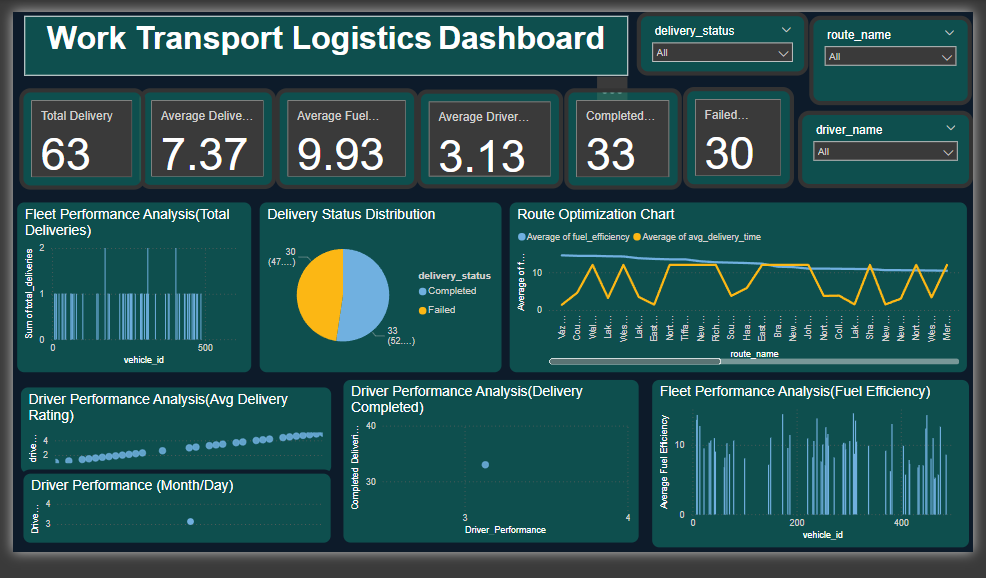 Work Transport Logistics Dashboard
delivery_status
All
route_name
All
driver_name
All
Total Delivery
63
Average Delive...
7.37
Average Fuel...
9.93
Average Driver...
3.13
Completed...
33
Failed...
30
Fleet Performance Analysis(Total
Deliveries)
Sum of total_deliveries
2
1
0
0
500
vehicle_id
Delivery Status Distribution
30
(47....)
33
(52....)
delivery_status
Completed
Failed
Route Optimization Chart
Average of fuel_efficiency
Average of avg_delivery_time
Average of f...
10
0
Vaz...
Cou...
Wal...
Lak...
Wes...
Lak...
East...
Nort...
Tiffa...
New ...
Rich...
Sou...
Haa...
East...
Bra...
New ...
Joh...
Nort...
Coll...
Lak...
Sha...
New ...
New ...
Nort...
Wes...
Mer...
route_name
Driver Performance Analysis(Avg Delivery
Rating)
drive...
4
2
Driver Performance (Month/Day)
Drive...
4
3
Driver Performance Analysis(Delivery
Completed)
Completed Deliveri...
40
30
3
4
Driver_Performance
Fleet Performance Analysis(Fuel Efficiency)
Average Fuel Efficiency
10
0
0
200
400
vehicle_id